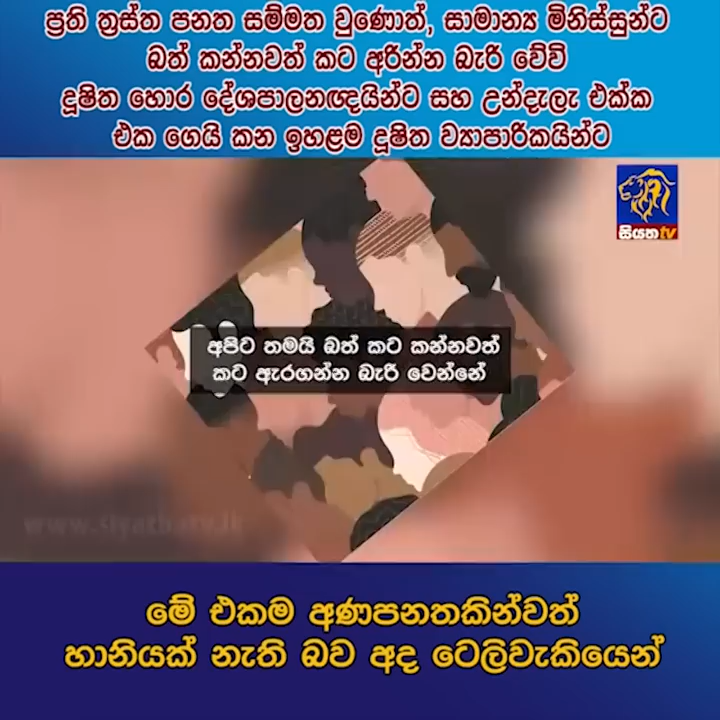 ප්‍රති ත්‍රස්ත පනත සම්මත වුණොත්, සාමාන්‍ය මිනිස්සුන්ට
බත් කන්නවත් කට අරින්න බැරි වේවි
දූෂිත හොර දේශපාලනඥයින්ට සහ උන්දැලැ එක්ක
එක ගෙයි කන ඉහළම දූෂිත ව්‍යාපාරිකයින්ට
සියත tv
අපිට තමයි බත් කට කන්නවත්
කට ඇරගන්න බැරි වෙන්නේ
www.siyathatv.lk
මේ එකම අණපනතකින්වත්
හානියක් නැති බව අද ටෙලිවැකියෙන්